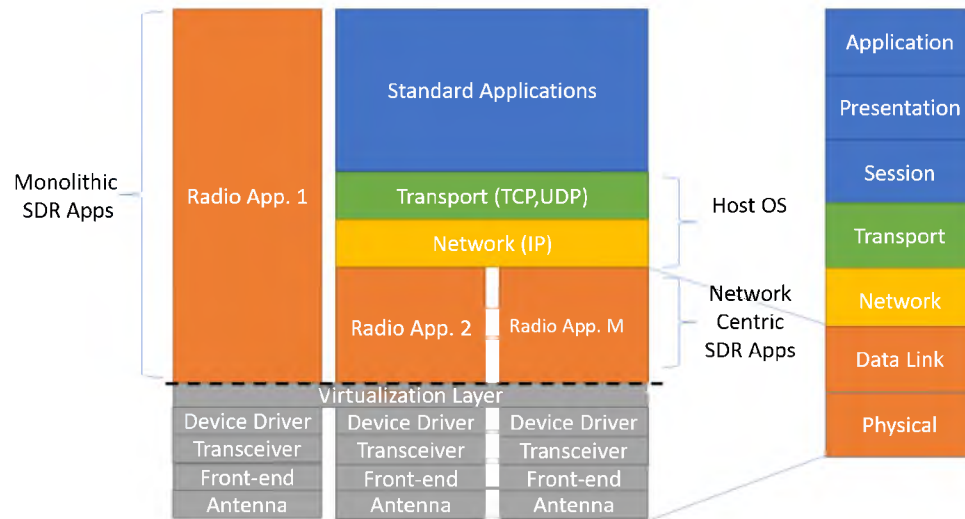 Monolithic
SDR Apps
Radio App. 1
Standard Applications
Transport (TCP,UDP)
Network (IP)
Radio App. 2
Radio App. M
Host OS
Network
Centric
SDR Apps
Virtualization Layer
Device Driver
Device Driver
Device Driver
Transceiver
Transceiver
Transceiver
Front-end
Front-end
Front-end
Antenna
Antenna
Antenna
Application
Presentation
Session
Transport
Network
Data Link
Physical